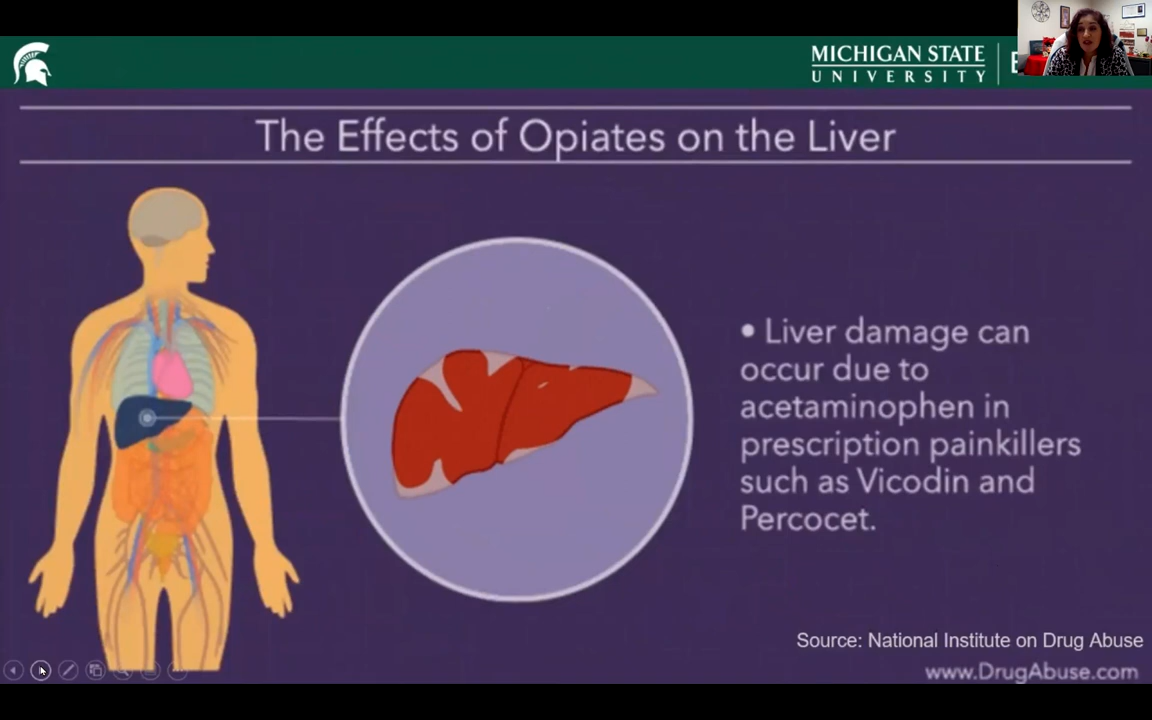 MICHIGAN STATE
UNIVERSITY
The Effects of Opiates on the Liver
• Liver damage can
occur due to
acetaminophen in
prescription painkillers
such as Vicodin and
Percocet.
Source: National Institute on Drug Abuse
www.DrugAbuse.com